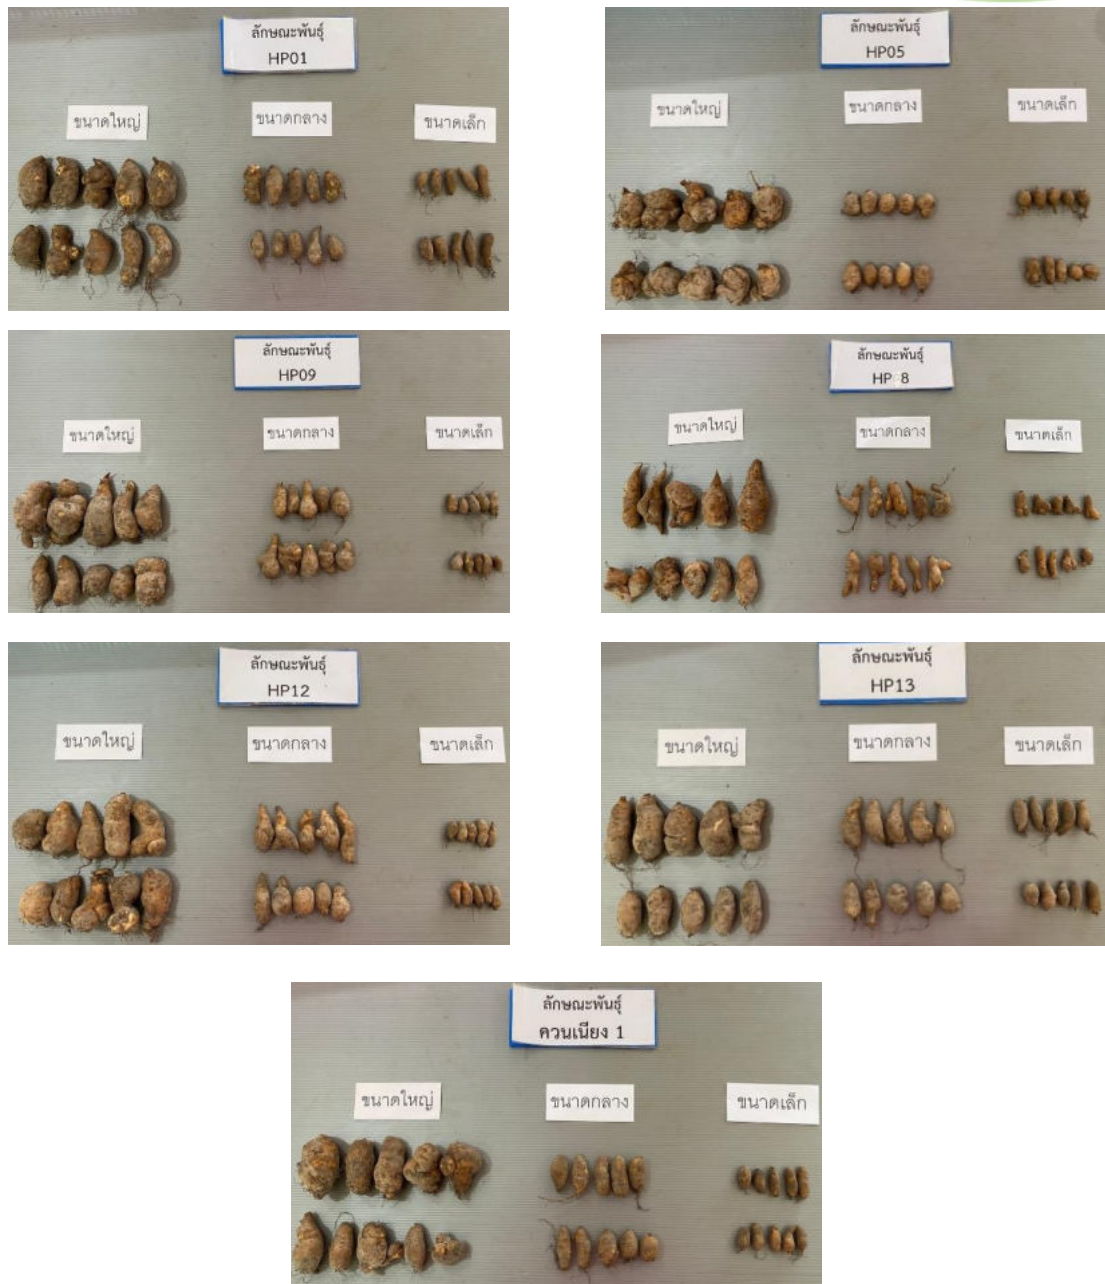 ลักษณะพันธุ์
HP01
ขนาดใหญ่
ขนาดกลาง
ขนาดเล็ก
ลักษณะพันธุ์
HP05
ขนาดใหญ่
ขนาดกลาง
ขนาดเล็ก
ลักษณะพันธุ์
HP09
ขนาดใหญ่
ขนาดกลาง
ขนาดเล็ก
ลักษณะพันธุ์
HP 8
ขนาดใหญ่
ขนาดกลาง
ขนาดเล็ก
ลักษณะพันธุ์
HP12
ขนาดใหญ่
ขนาดกลาง
ขนาดเล็ก
ลักษณะพันธุ์
HP13
ขนาดใหญ่
ขนาดกลาง
ขนาดเล็ก
ลักษณะพันธุ์
ควนเนียง 1
ขนาดใหญ่
ขนาดกลาง
ขนาดเล็ก